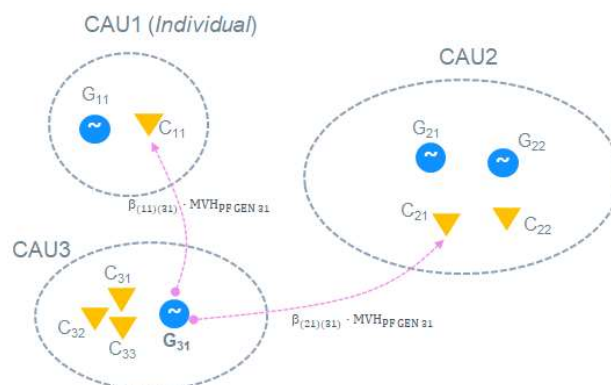 CAU1 (Individual)
CAU2
G11
C11
~
G21
~
G22
~
β(11)(31) · MVHPF GEN 31
C21
C22
CAU3
C31
C32
C33
~
G31
β(21)(31) · MVHPF GEN 31